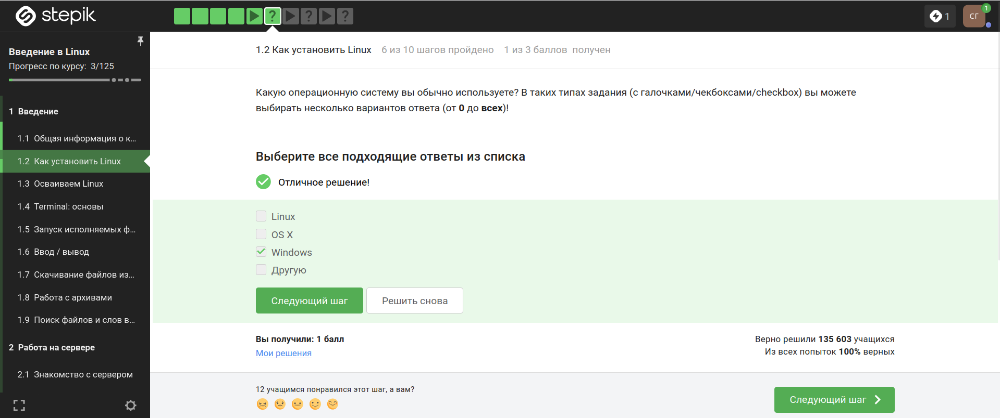 stepik
? ? ?
1
СГ
1
Введение в Linux
Прогресс по курсу: 3/125
1 Введение
1.1 Общая информация о к...
1.2 Как установить Linux
1.3 Осваиваем Linux
1.4 Terminal: основы
1.5 Запуск исполняемых ф...
1.6 Ввод / вывод
1.7 Скачивание файлов из...
1.8 Работа с архивами
1.9 Поиск файлов и слов в...
2 Работа на сервере
2.1 Знакомство с сервером
1.2 Как установить Linux 6 из 10 шагов пройдено 1 из 3 баллов получен
Какую операционную систему вы обычно используете? В таких типах задания (с галочками/чекбоксами/checkbox) вы можете
выбирать несколько вариантов ответа (от 0 до всех)!
Выберите все подходящие ответы из списка
Отличное решение!
Linux
OS X
Windows
Другую
Следующий шаг Решить снова
Вы получили: 1 балл
Мои решения
Верно решили 135 603 учащихся
Из всех попыток 100% верных
12 учащимся понравился этот шаг, а вам?
Следующий шаг